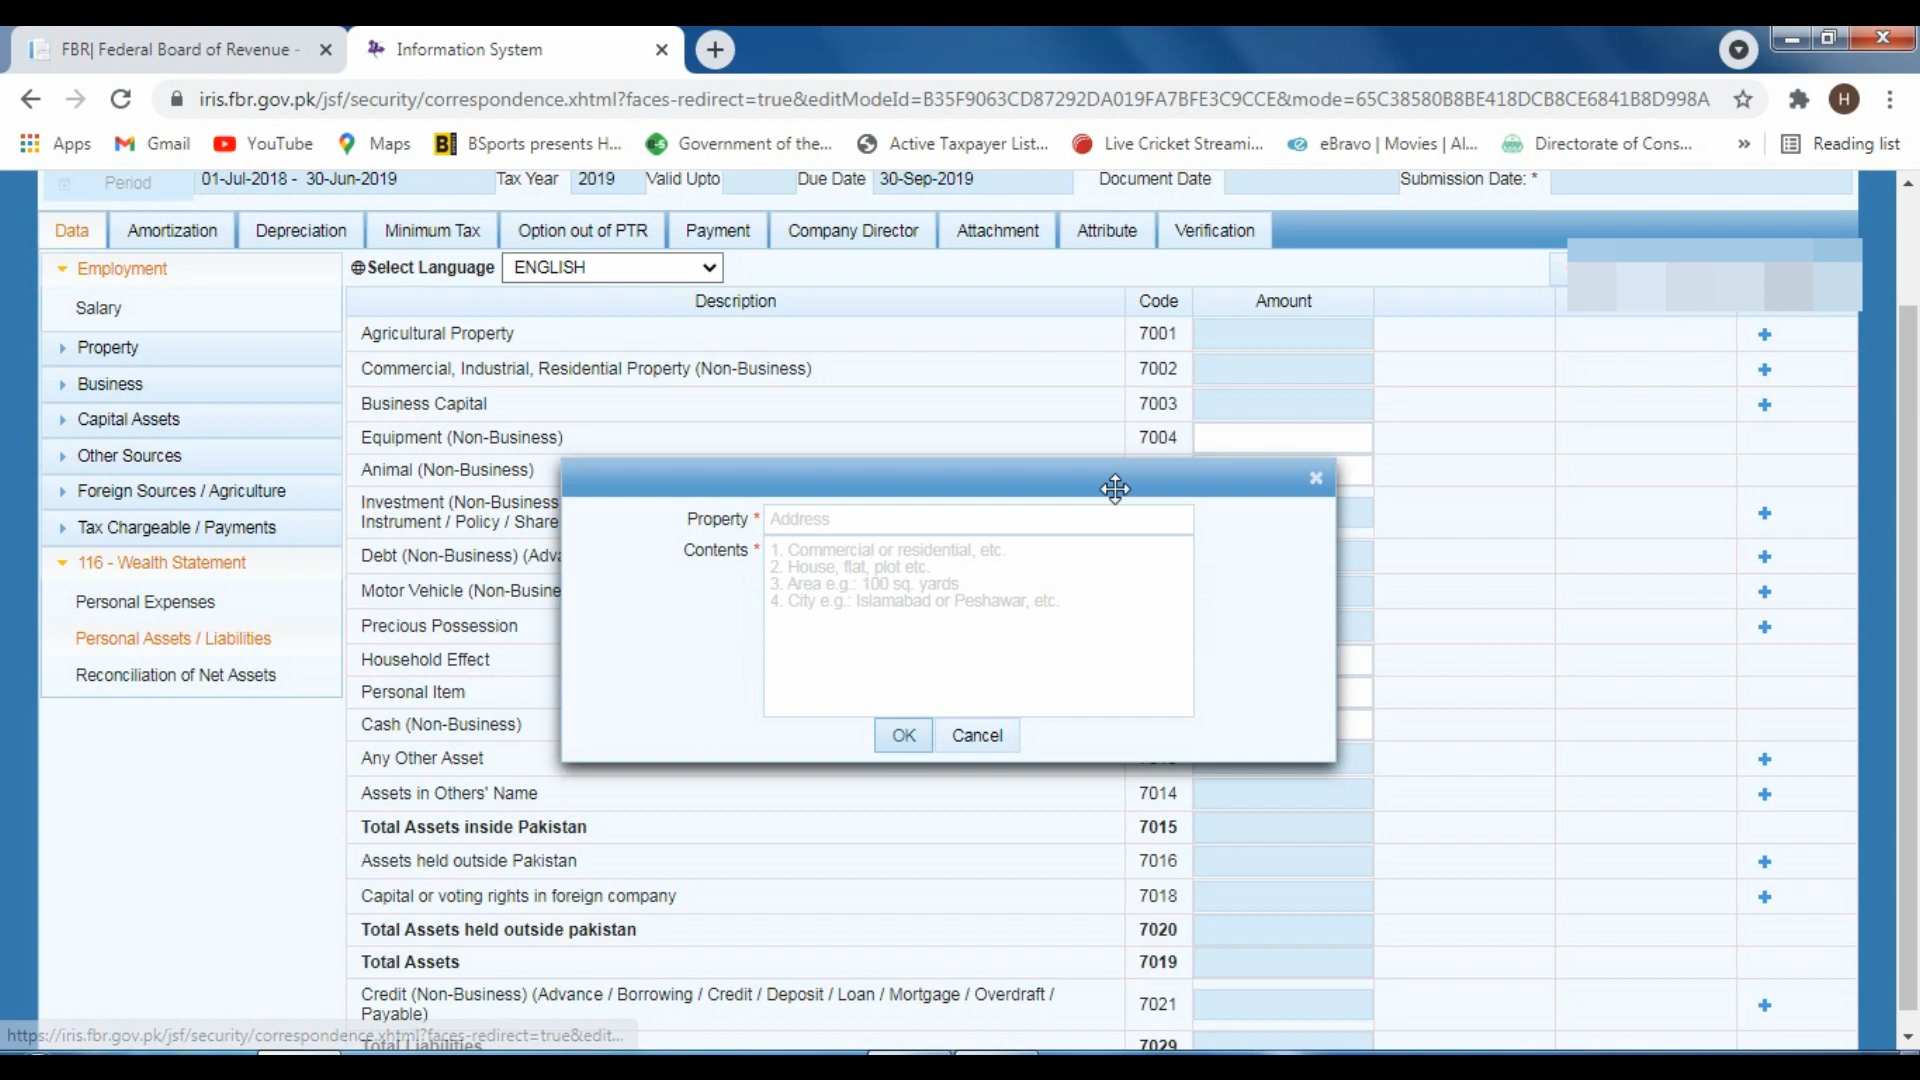 FBR| Federal Board of Revenue -
Information System
iris.fbr.gov.pk/jsf/security/correspondence.xhtml?faces-redirect=true&editModeId=B35F9063CD87292DA019FA7BFE3C9CCE&mode=65C38580B8BE418DCB8CE6841B8D998A
H
Apps Gmail YouTube Maps BSports presents H... Government of the... Active Taxpayer List... Live Cricket Streami... eBravo | Movies | Al... Directorate of Cons... » Reading list
Period 01-Jul-2018 - 30-Jun-2019 Tax Year 2019 Valid Upto Due Date 30-Sep-2019 Document Date Submission Date: *
Data Amortization Depreciation Minimum Tax Option out of PTR Payment Company Director Attachment Attribute Verification
Employment
Salary
Property
Business
Capital Assets
Other Sources
Foreign Sources / Agriculture
Tax Chargeable / Payments
116 - Wealth Statement
Personal Expenses
Personal Assets / Liabilities
Reconciliation of Net Assets
Select Language ENGLISH
Description Code Amount
Agricultural Property 7001
Commercial, Industrial, Residential Property (Non-Business) 7002
Business Capital 7003
Equipment (Non-Business) 7004
Animal (Non-Business)
Investment (Non-Business
Instrument / Policy / Share
Debt (Non-Business) (Adva
Motor Vehicle (Non-Busine
Precious Possession
Household Effect
Personal Item
Cash (Non-Business)
Any Other Asset
Assets in Others' Name 7014
Total Assets inside Pakistan 7015
Assets held outside Pakistan 7016
Capital or voting rights in foreign company 7018
Total Assets held outside pakistan 7020
Total Assets 7019
Credit (Non-Business) (Advance / Borrowing / Credit / Deposit / Loan / Mortgage / Overdraft /
Payable) 7021
Total Liabilities 7029
Property * Address
Contents * 1. Commercial or residential, etc.
2. House, flat, plot etc.
3. Area e.g.: 100 sq. yards
4. City e.g.: Islamabad or Peshawar, etc.
OK Cancel
https://iris.fbr.gov.pk/jsf/security/correspondence.xhtml?faces-redirect=true&edit...